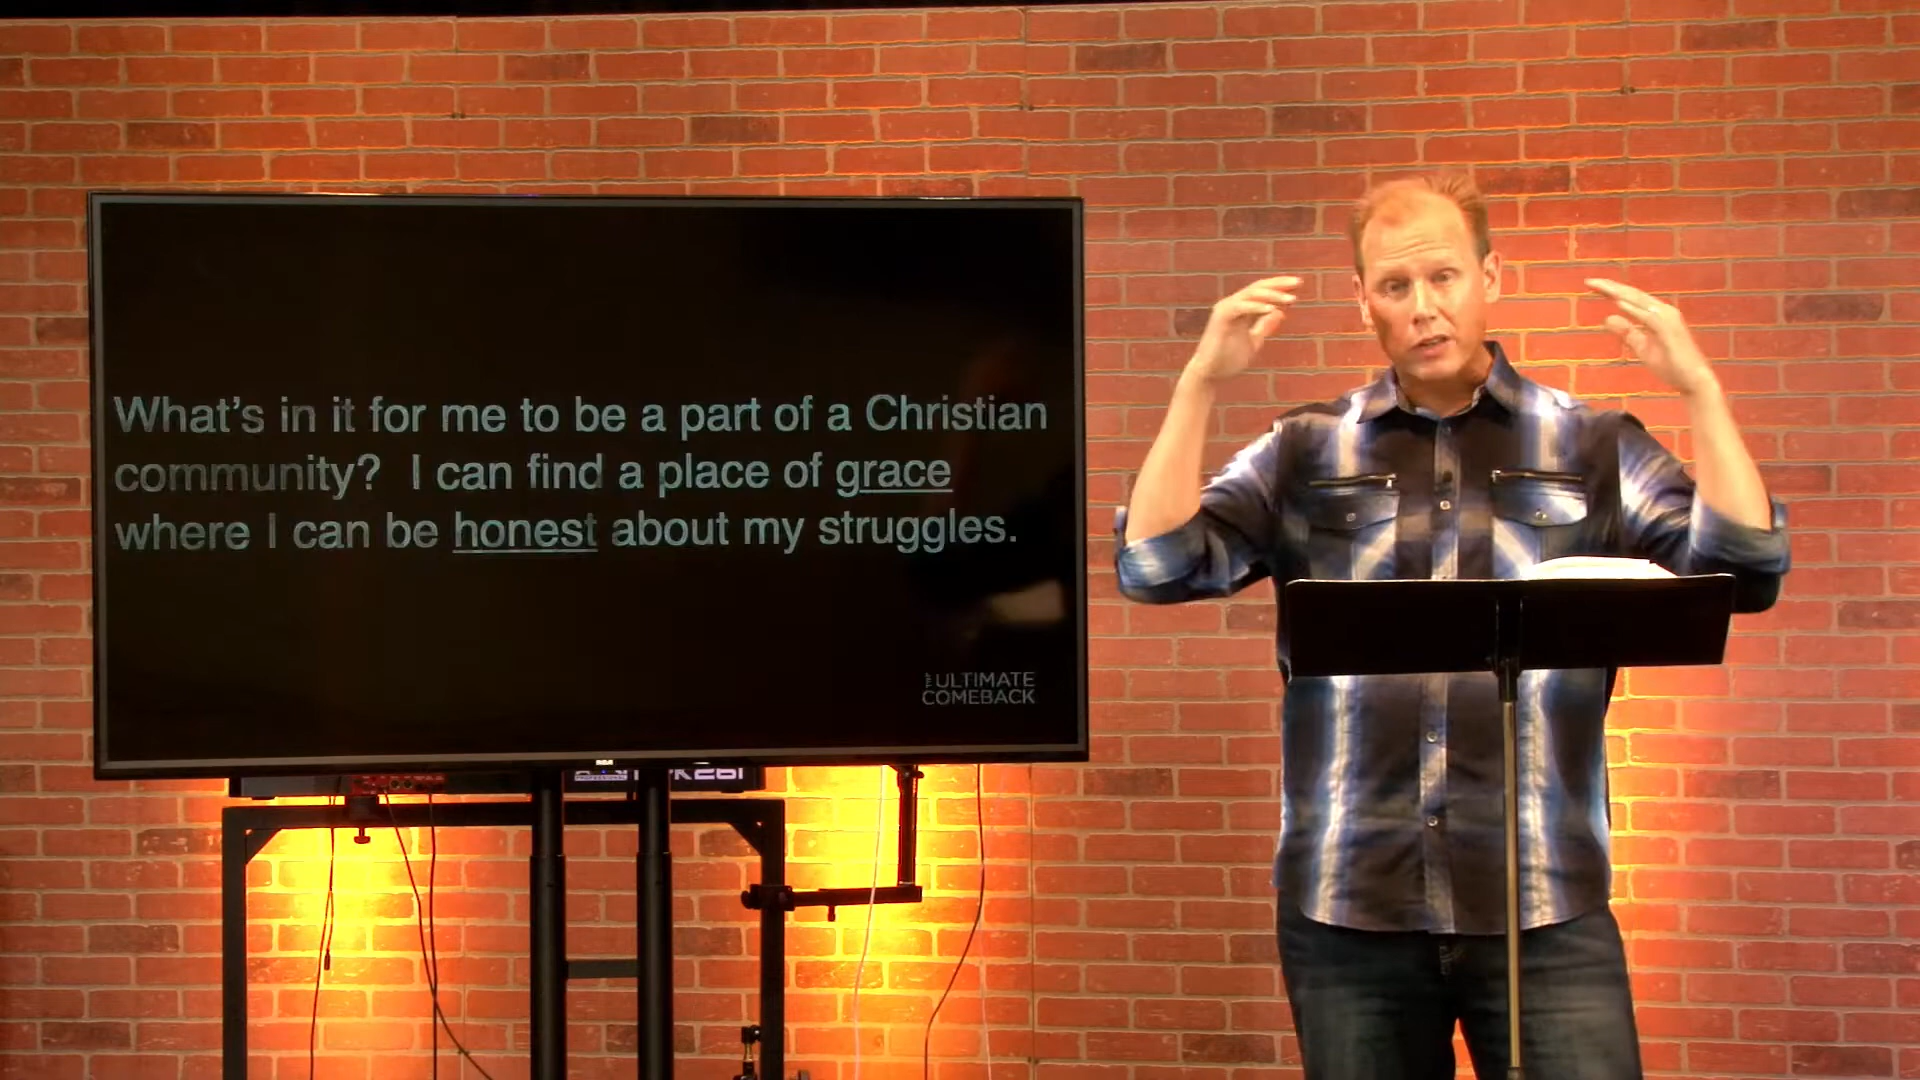 What's in it for me to be a part of a Christian
community?  I can find a place of grace
where I can be honest about my struggles.
THE ULTIMATE
COMEBACK